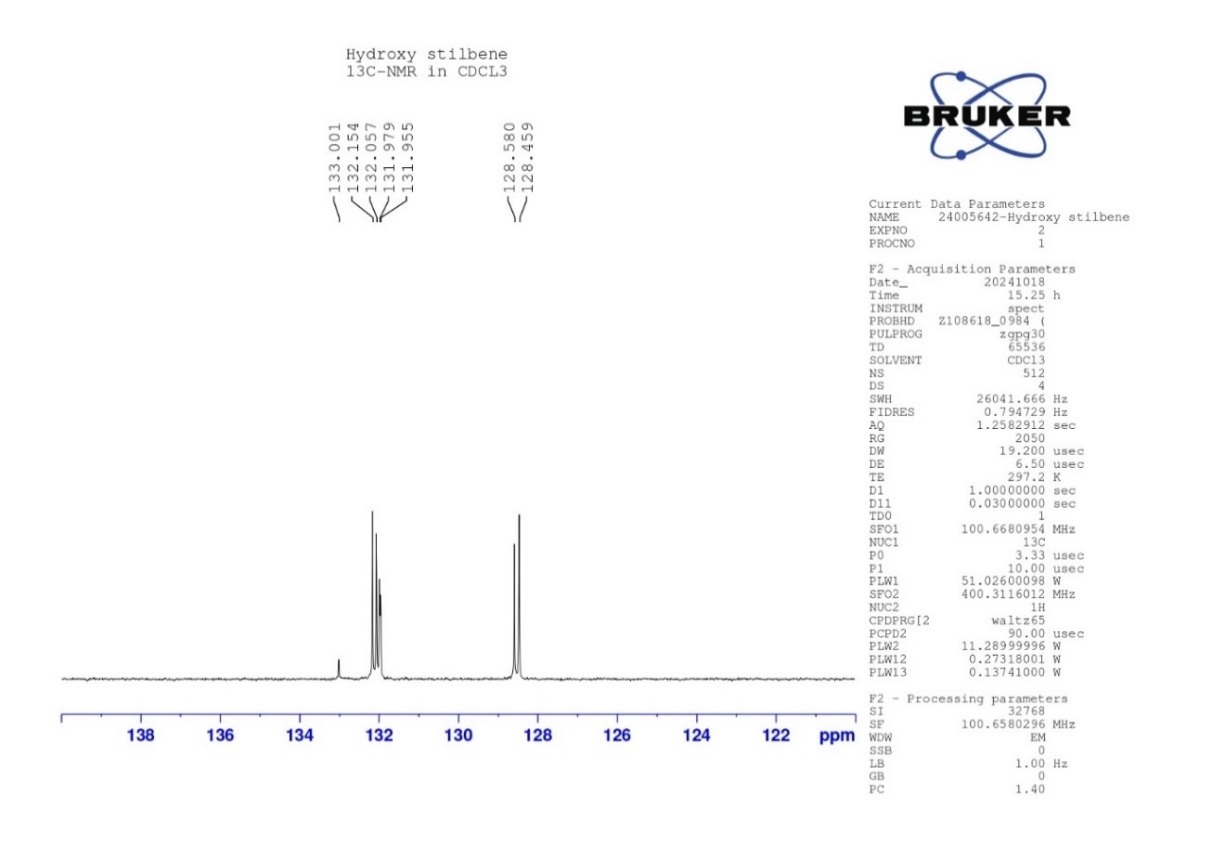 Hydroxy stilbene
13C-NMR in CDCL3
133.001
132.154
132.057
131.979
131.955
128.580
128.459
138 136 134 132 130 128 126 124 122 ppm
BRUKER
Current Data Parameters
NAME 24005642-Hydroxy stilbene
EXPNO 2
PROCNO 1
F2 - Acquisition Parameters
Date_ 20241018
Time 15.25 h
INSTRUM spect
PROBHD Z108618_0984 (
PULPROG zgpg30
TD 65536
SOLVENT CDCl3
NS 512
DS 4
SWH 26041.666 Hz
FIDRES 0.794729 Hz
AQ 1.2582912 sec
RG 2050
DW 19.200 usec
DE 6.50 usec
TE 297.2 K
D1 1.00000000 sec
D11 0.03000000 sec
TD0 1
SFO1 100.6680954 MHz
NUC1 13C
P0 3.33 usec
P1 10.00 usec
PLW1 51.02600098 W
SFO2 400.3116012 MHz
NUC2 1H
CPDPRG[2 waltz65
PCPD2 90.00 usec
PLW2 11.28999996 W
PLW12 0.27318001 W
PLW13 0.13741000 W
F2 - Processing parameters
SI 32768
SF 100.6580296 MHz
WDW EM
SSB 0
LB 1.00 Hz
GB 0
PC 1.40